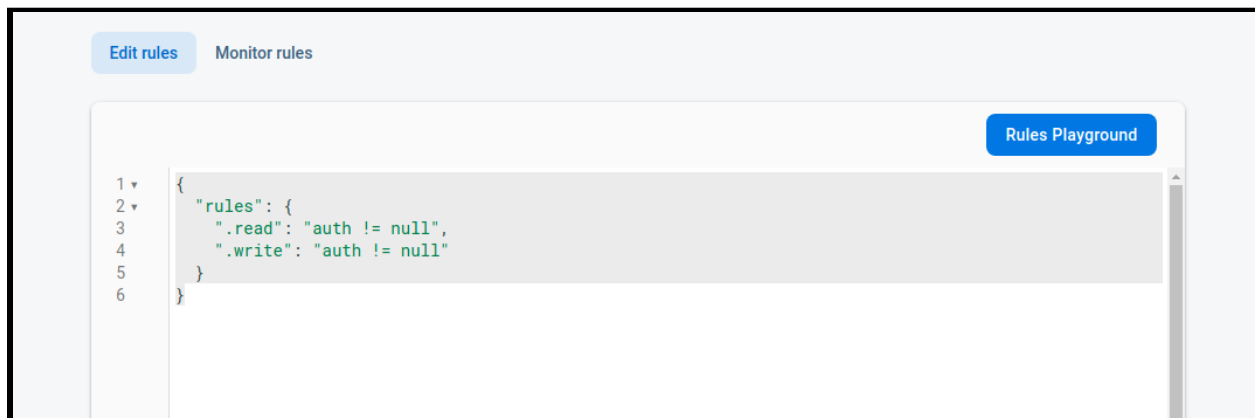 Edit rules Monitor rules
Rules Playground
1 {
2 "rules": {
3 ".read": "auth != null",
4 ".write": "auth != null"
5 }
6 }